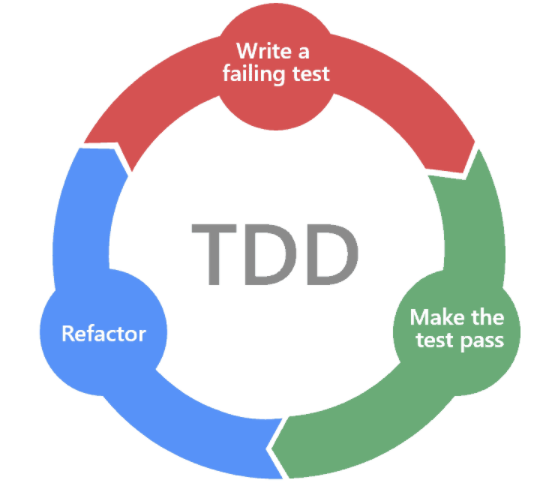 Write a
failing test
TDD
Refactor
Make the
test pass